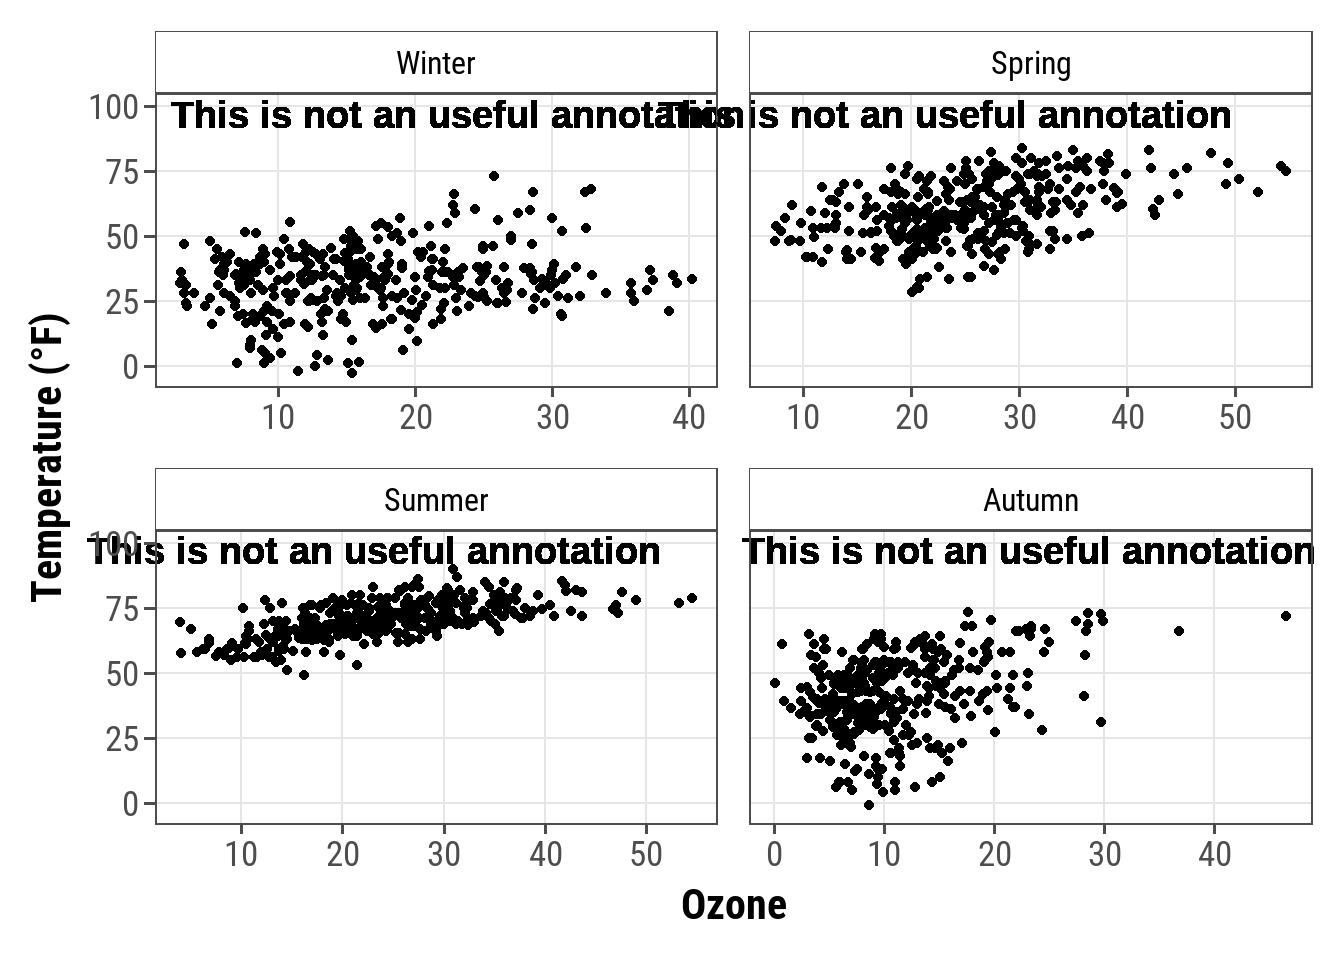 Winter
Spring
This is not an useful annotation
This is not an useful annotation
100
75
50
25
0
10 20 30 40
10 20 30 40 50
Summer
Autumn
This is not an useful annotation
This is not an useful annotation
100
75
50
25
0
10 20 30 40 50
0 10 20 30 40
Temperature (°F)
Ozone